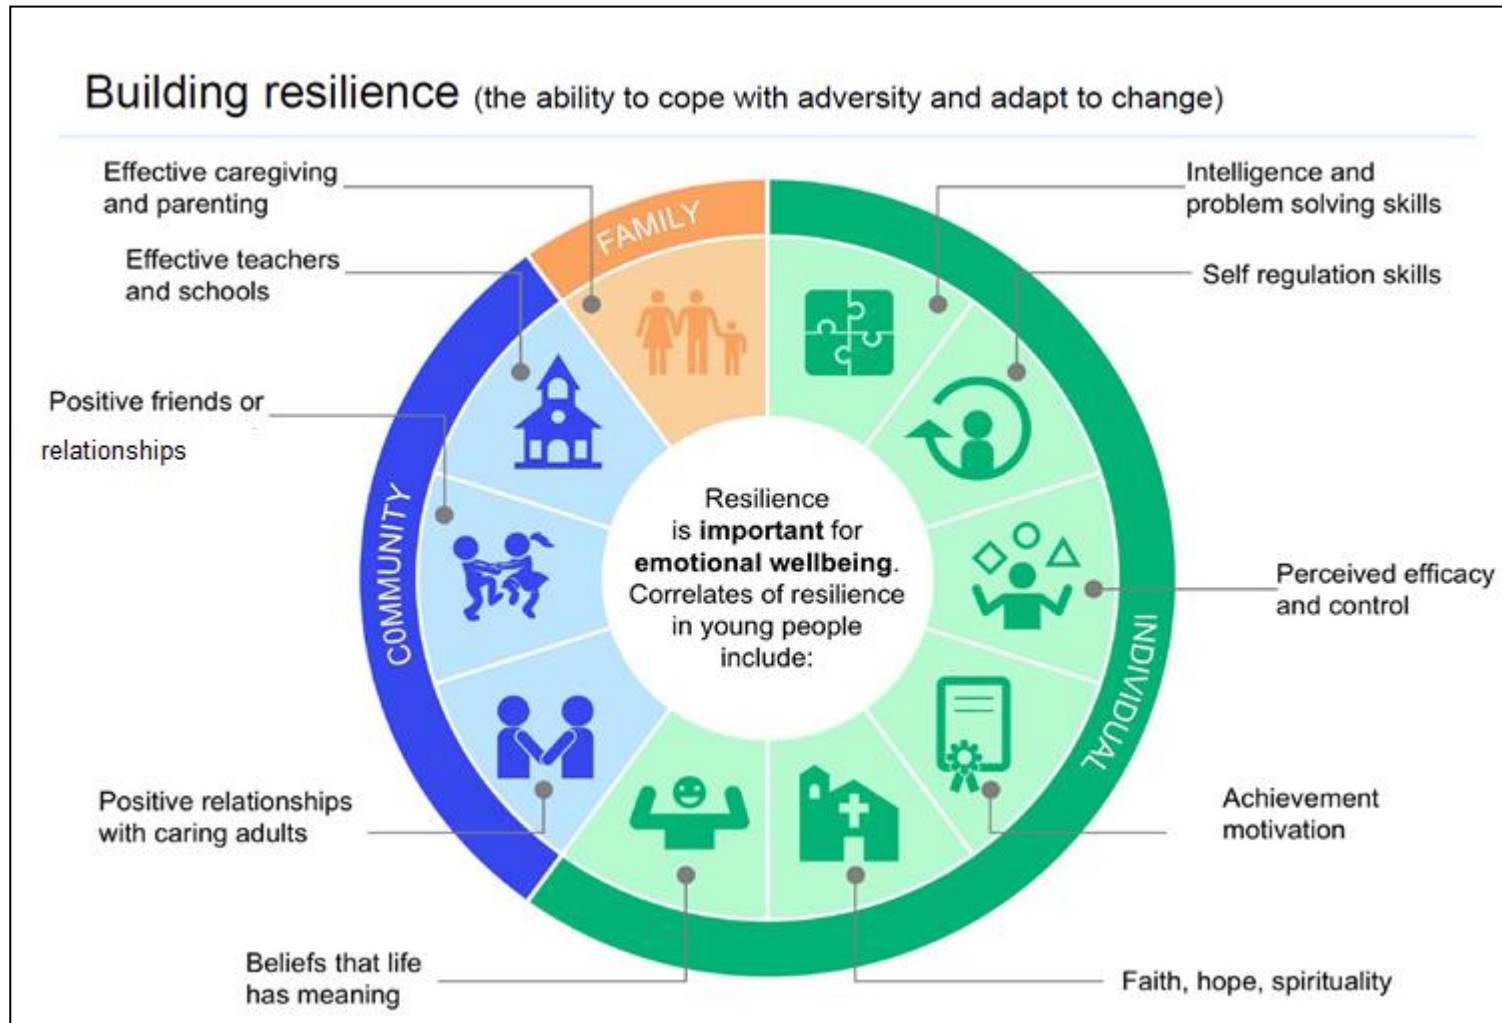 Building resilience (the ability to cope with adversity and adapt to change)
Effective caregiving
and parenting
Effective teachers
and schools
Positive friends or
relationships
Positive relationships
with caring adults
Beliefs that life
has meaning
FAMILY
COMMUNITY
INDIVIDUAL
Resilience
is important for
emotional wellbeing.
Correlates of resilience
in young people
include:
Intelligence and
problem solving skills
Self regulation skills
Perceived efficacy
and control
Achievement
motivation
Faith, hope, spirituality